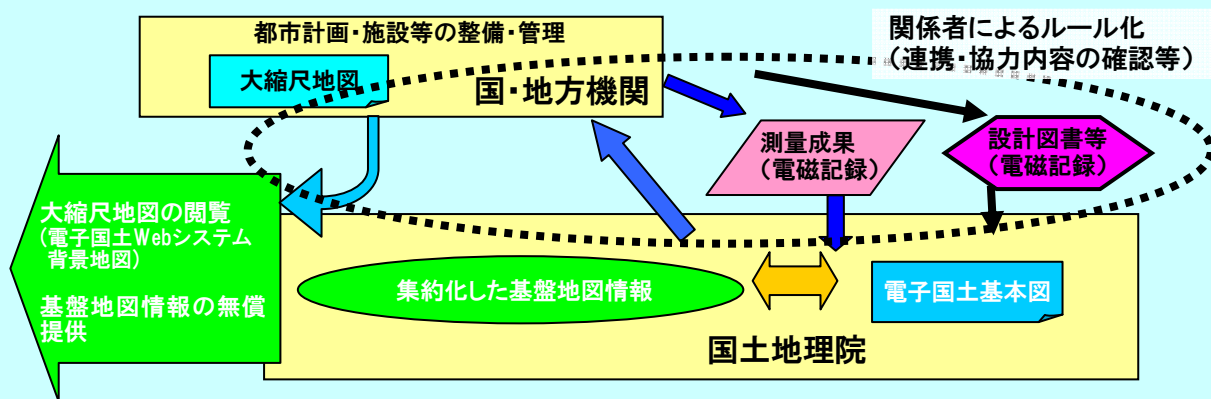 都市計画・施設等の整備・管理
大縮尺地図
国・地方機関
関係者によるルール化
（連携・協力内容の確認等）
測量成果
（電磁記録）
設計図書等
（電磁記録）
大縮尺地図の閲覧
(電子国土Webシステム
背景地図）
基盤地図情報の無償
提供
集約化した基盤地図情報
電子国土基本図
国土地理院